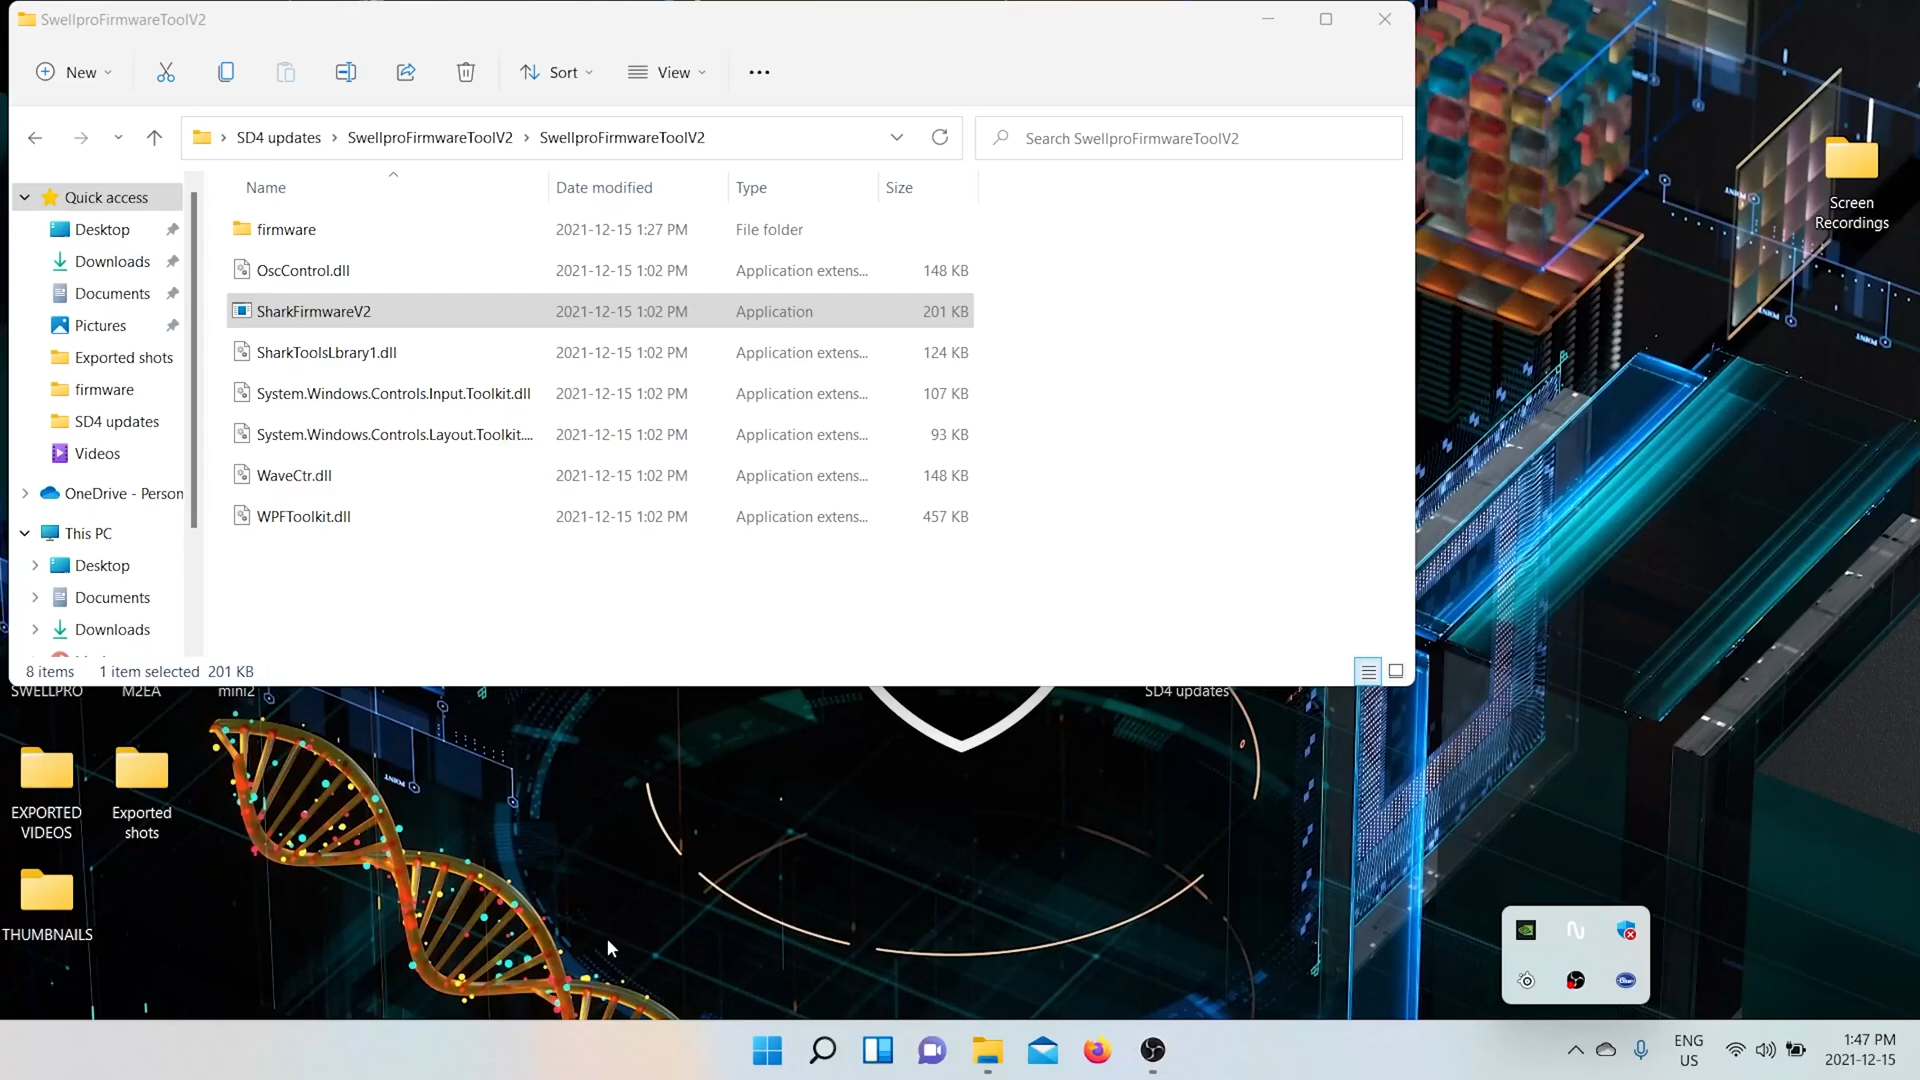 SwellproFirmwareToolV2
New
Sort
View
SD4 updates > SwellproFirmwareToolV2 > SwellproFirmwareToolV2
Search SwellproFirmwareToolV2
Name Date modified Type Size
Quick access
Desktop
Downloads
Documents
Pictures
Exported shots
firmware
SD4 updates
Videos
OneDrive - Person
This PC
Desktop
Documents
Downloads
firmware 2021-12-15 1:27 PM File folder
OscControl.dll 2021-12-15 1:02 PM Application extens... 148 KB
SharkFirmwareV2 2021-12-15 1:02 PM Application 201 KB
SharkToolsLbrary1.dll 2021-12-15 1:02 PM Application extens... 124 KB
System.Windows.Controls.Input.Toolkit.dll 2021-12-15 1:02 PM Application extens... 107 KB
System.Windows.Controls.Layout.Toolkit.... 2021-12-15 1:02 PM Application extens... 93 KB
WaveCtr.dll 2021-12-15 1:02 PM Application extens... 148 KB
WPFToolkit.dll 2021-12-15 1:02 PM Application extens... 457 KB
8 items 1 item selected 201 KB
Screen
Recordings
SWELLPRO M2EA mini2
SD4 updates
EXPORTED
VIDEOS
Exported
shots
THUMBNAILS
POINT
POINT
POINT
POINT
POINT
ENG
US
1:47 PM
2021-12-15